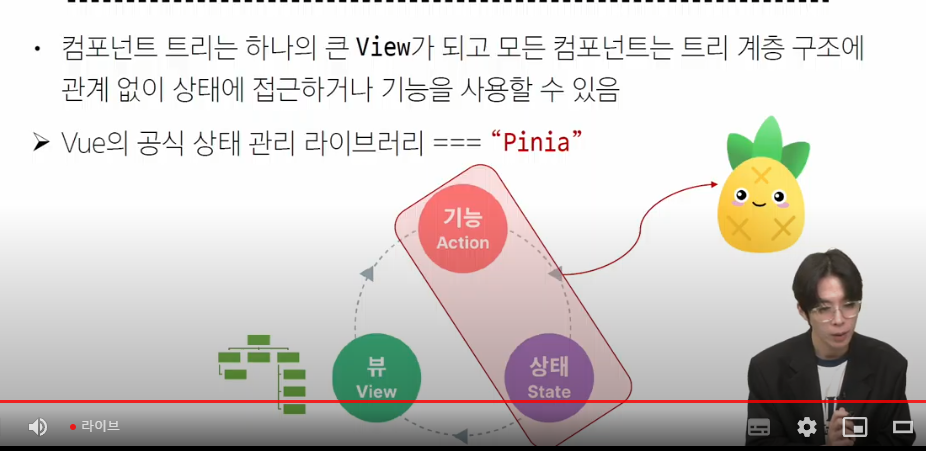 • 컴포넌트 트리는 하나의 큰 View가 되고 모든 컴포넌트는 트리 계층 구조에
관계 없이 상태에 접근하거나 기능을 사용할 수 있음
➢ Vue의 공식 상태 관리 라이브러리 === “Pinia”
기능
Action
뷰
View
상태
State
라이브